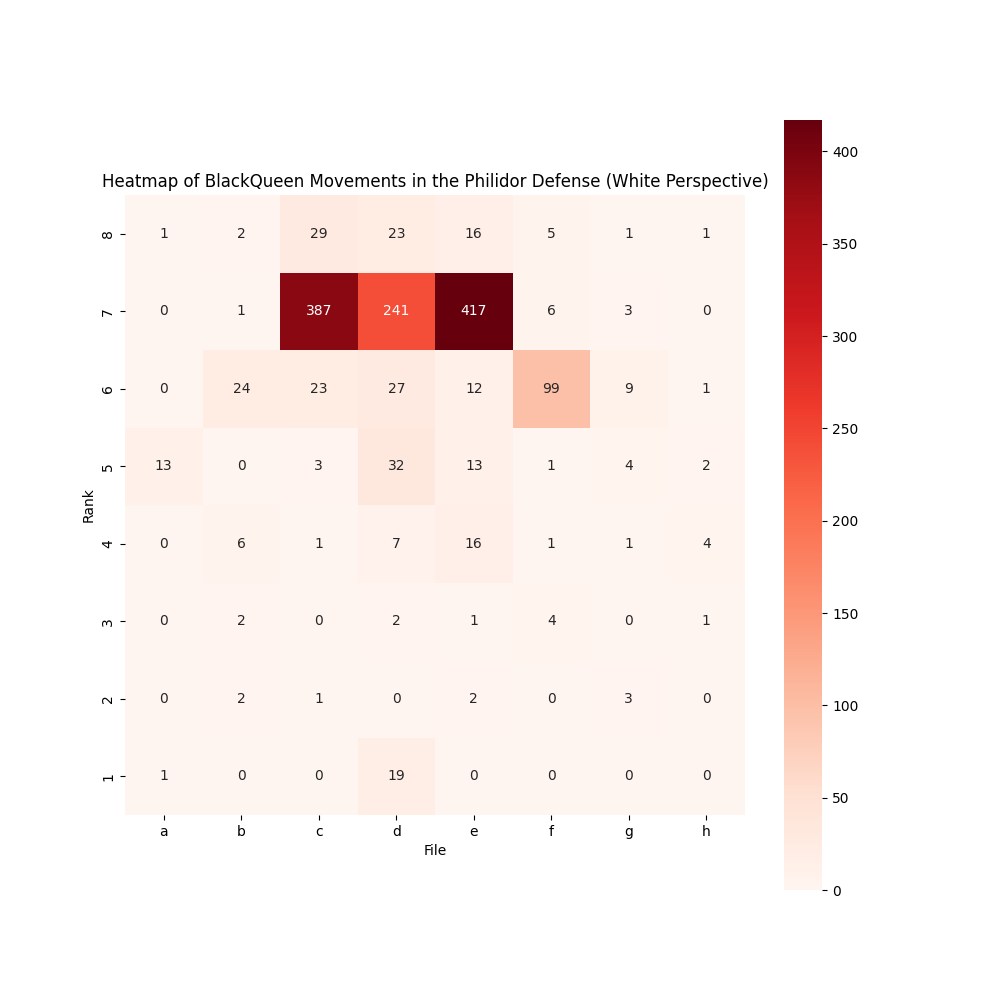 Heatmap of BlackQueen Movements in the Philidor Defense (White Perspective)
8 1 2 29 23 16 5 1 1
7 0 1 387 241 417 6 3 0
6 0 24 23 27 12 99 9 1
5 13 0 3 32 13 1 4 2
4 0 6 1 7 16 1 1 4
3 0 2 0 2 1 4 0 1
2 0 2 1 0 2 0 3 0
1 1 0 0 19 0 0 0 0
a b c d e f g h
File
Rank
400
350
300
250
200
150
100
50
0